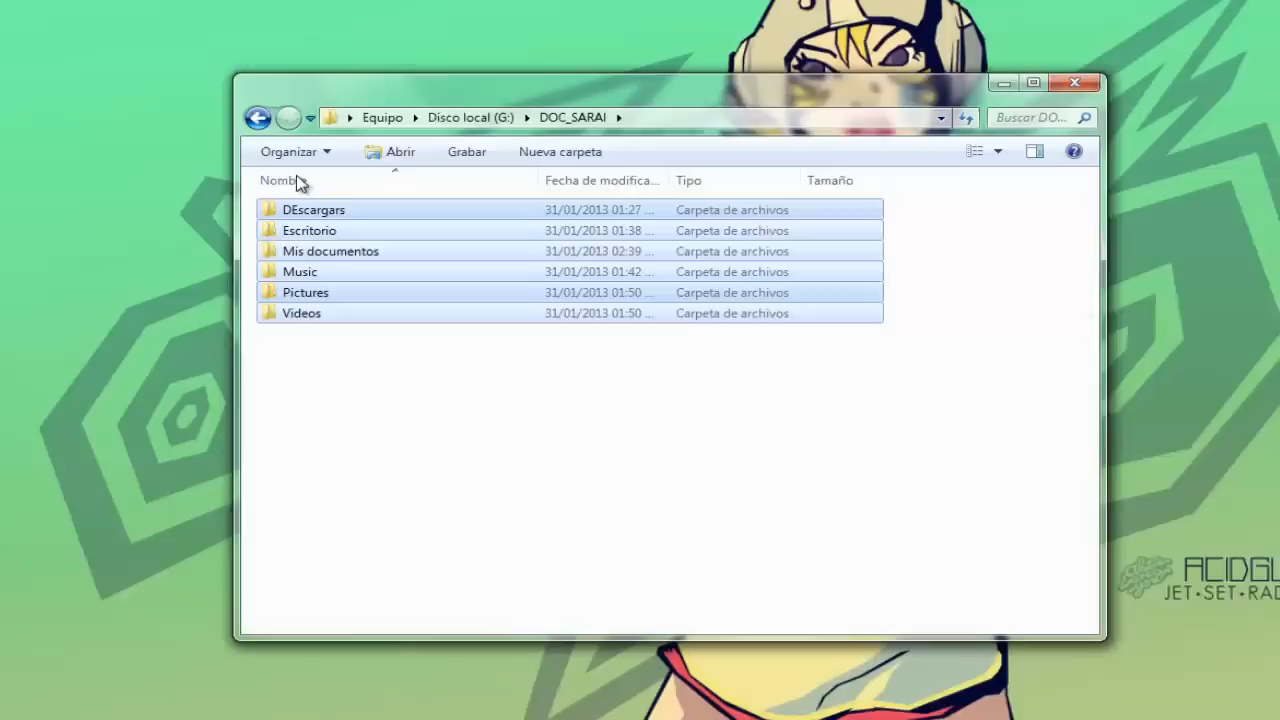 Equipo Disco local (G:) DOC_SARAI Buscar DO...
Organizar Abrir Grabar Nueva carpeta
Fecha de modifica... Tipo Tamaño
DEscargars 31/01/2013 01:27 ... Carpeta de archivos
Escritorio 31/01/2013 01:38 ... Carpeta de archivos
Mis documentos 31/01/2013 02:39 ... Carpeta de archivos
Music 31/01/2013 01:42 ... Carpeta de archivos
Pictures 31/01/2013 01:50 ... Carpeta de archivos
Videos 31/01/2013 01:50 ... Carpeta de archivos
JET•SET•RAD